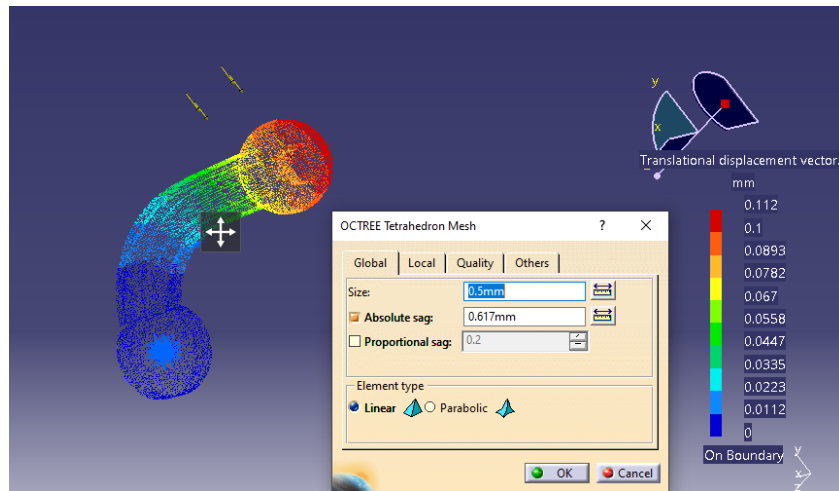 y
x
Translational displacement vector.
mm
0.112
0.1
0.0893
0.0782
0.067
0.0558
0.0447
0.0335
0.0223
0.0112
0
On Boundary
y
x
z
OCTREE Tetrahedron Mesh
?
Global Local Quality Others
Size: 0.5mm
Absolute sag: 0.617mm
Proportional sag: 0.2
Element type
Linear Parabolic
OK Cancel